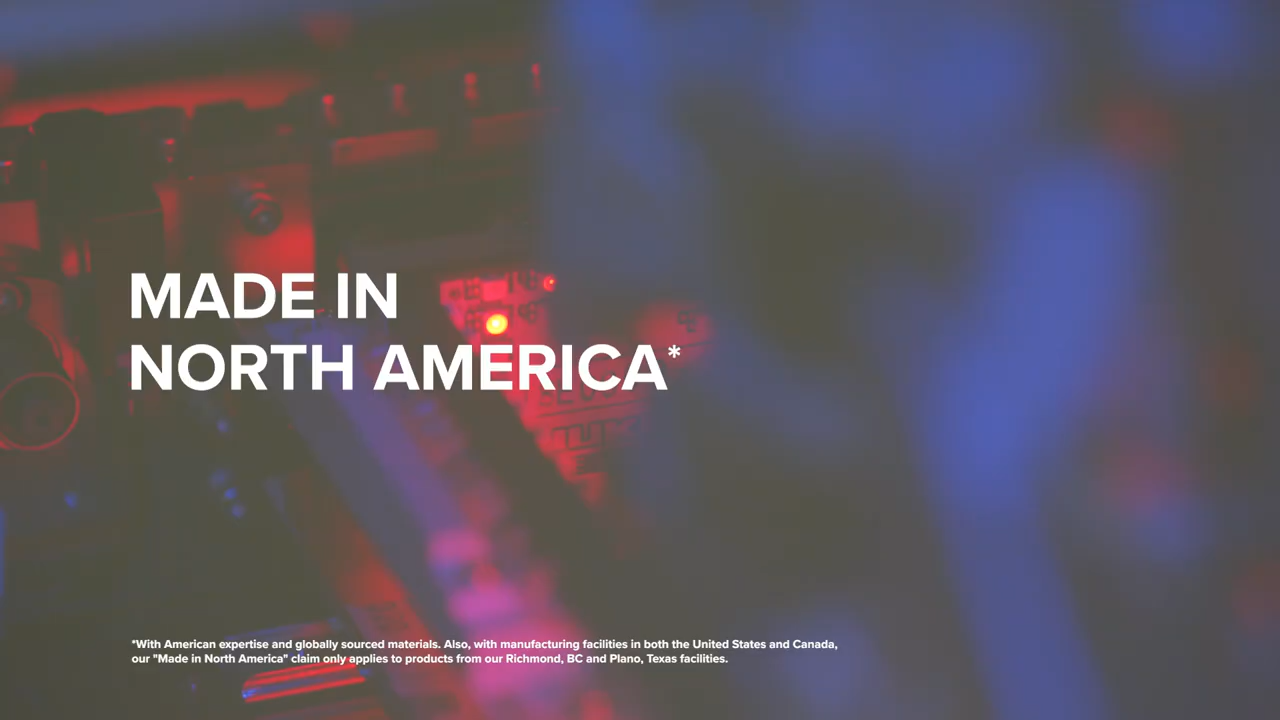 MADE IN
NORTH AMERICA*
*With American expertise and globally sourced materials. Also, with manufacturing facilities in both the United States and Canada,
our "Made in North America" claim only applies to products from our Richmond, BC and Plano, Texas facilities.